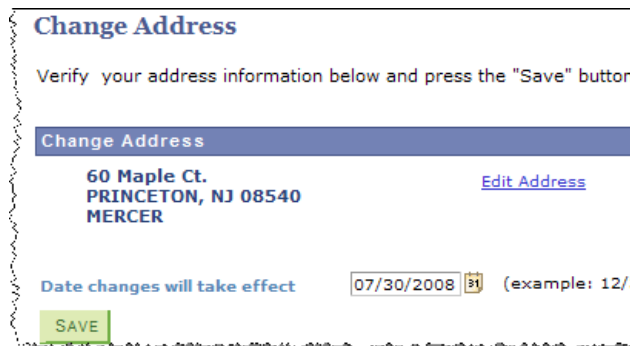 Change Address
Verify your address information below and press the "Save" button
Change Address
60 Maple Ct.
PRINCETON, NJ 08540
MERCER
Edit Address
Date changes will take effect 07/30/2008 31 (example: 12/
SAVE